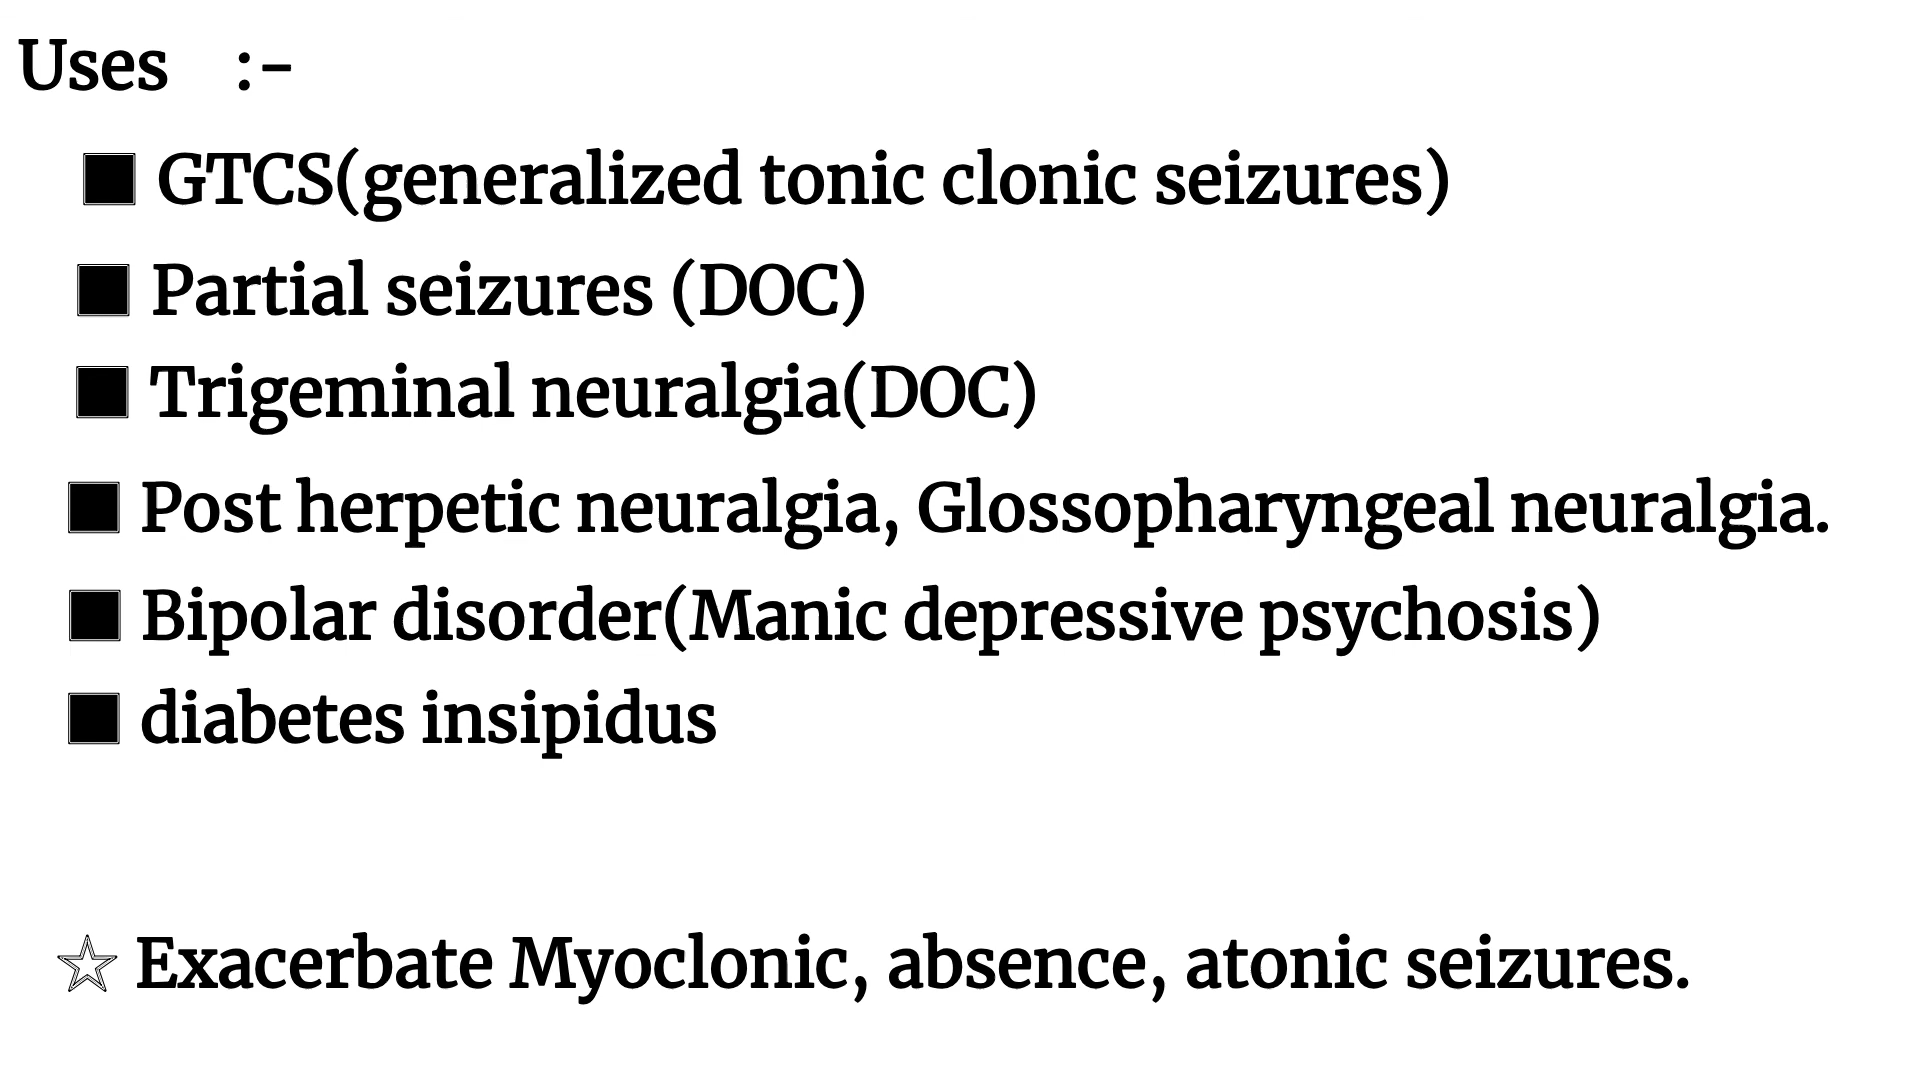 Uses :-
■ GTCS(generalized tonic clonic seizures)
■ Partial seizures (DOC)
■ Trigeminal neuralgia(DOC)
■ Post herpetic neuralgia, Glossopharyngeal neuralgia.
■ Bipolar disorder(Manic depressive psychosis)
■ diabetes insipidus
☆ Exacerbate Myoclonic, absence, atonic seizures.